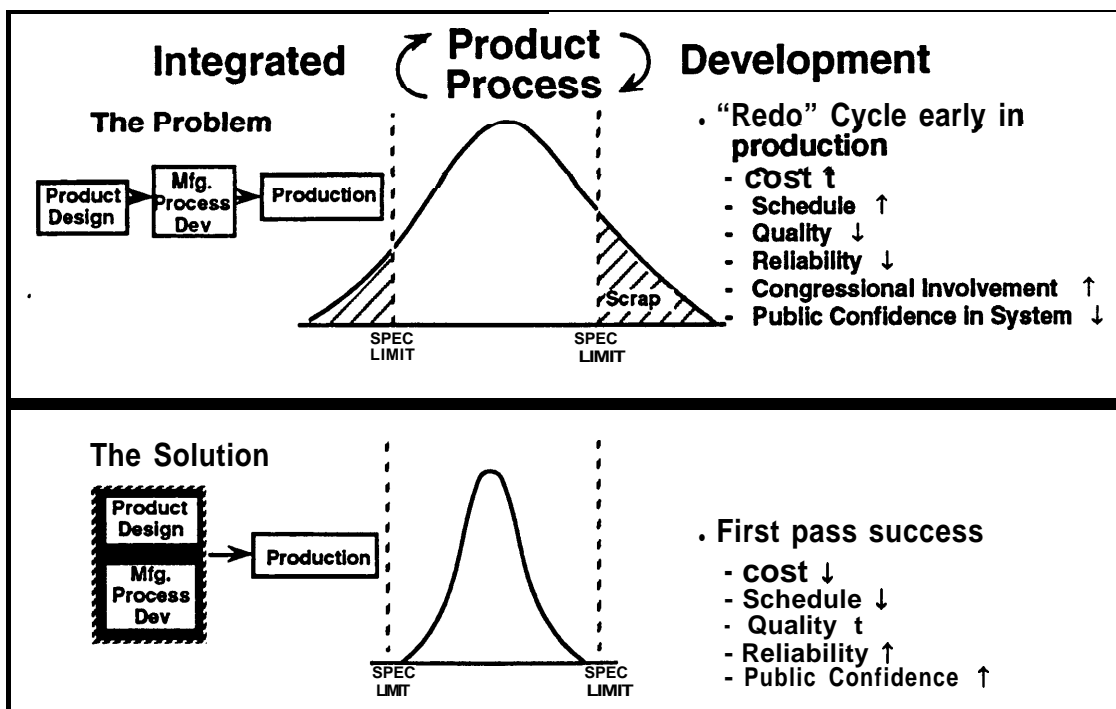 Integrated Product Process Development
The Problem
Product
Design
Mfg.
Process
Dev
Production
Scrap
SPEC
LIMIT
SPEC
LIMIT
. “Redo” Cycle early in
production
- cost t
- Schedule ↑
- Quality ↓
- Reliability ↓
- Congressional Involvement ↑
- Public Confidence in System ↓
The Solution
Product
Design
Mfg.
Process
Dev
Production
SPEC
LIMIT
SPEC
LIMIT
. First pass success
- cost ↓
- Schedule ↓
- Quality t
- Reliability ↑
- Public Confidence ↑